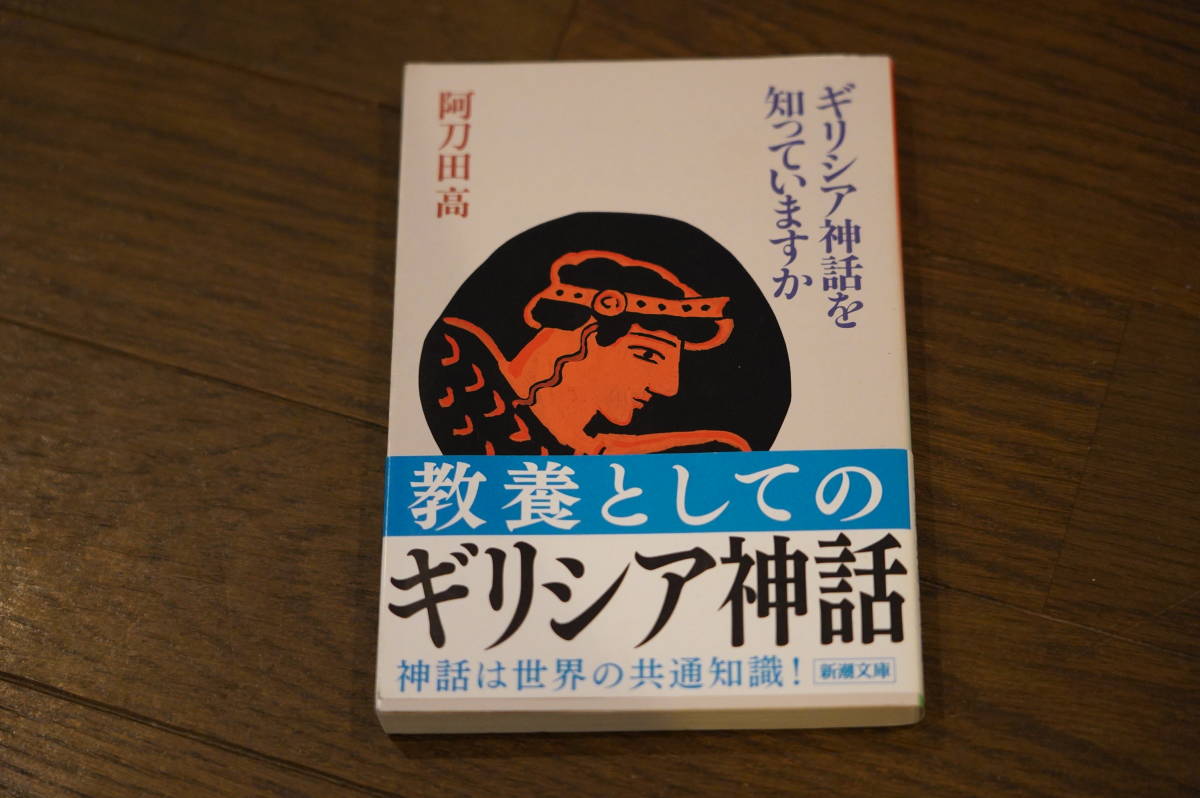 ギリシア神話を
知っていますか
阿刀田高
教養としての
ギリシア神話
神話は世界の共通知識!
新潮文庫